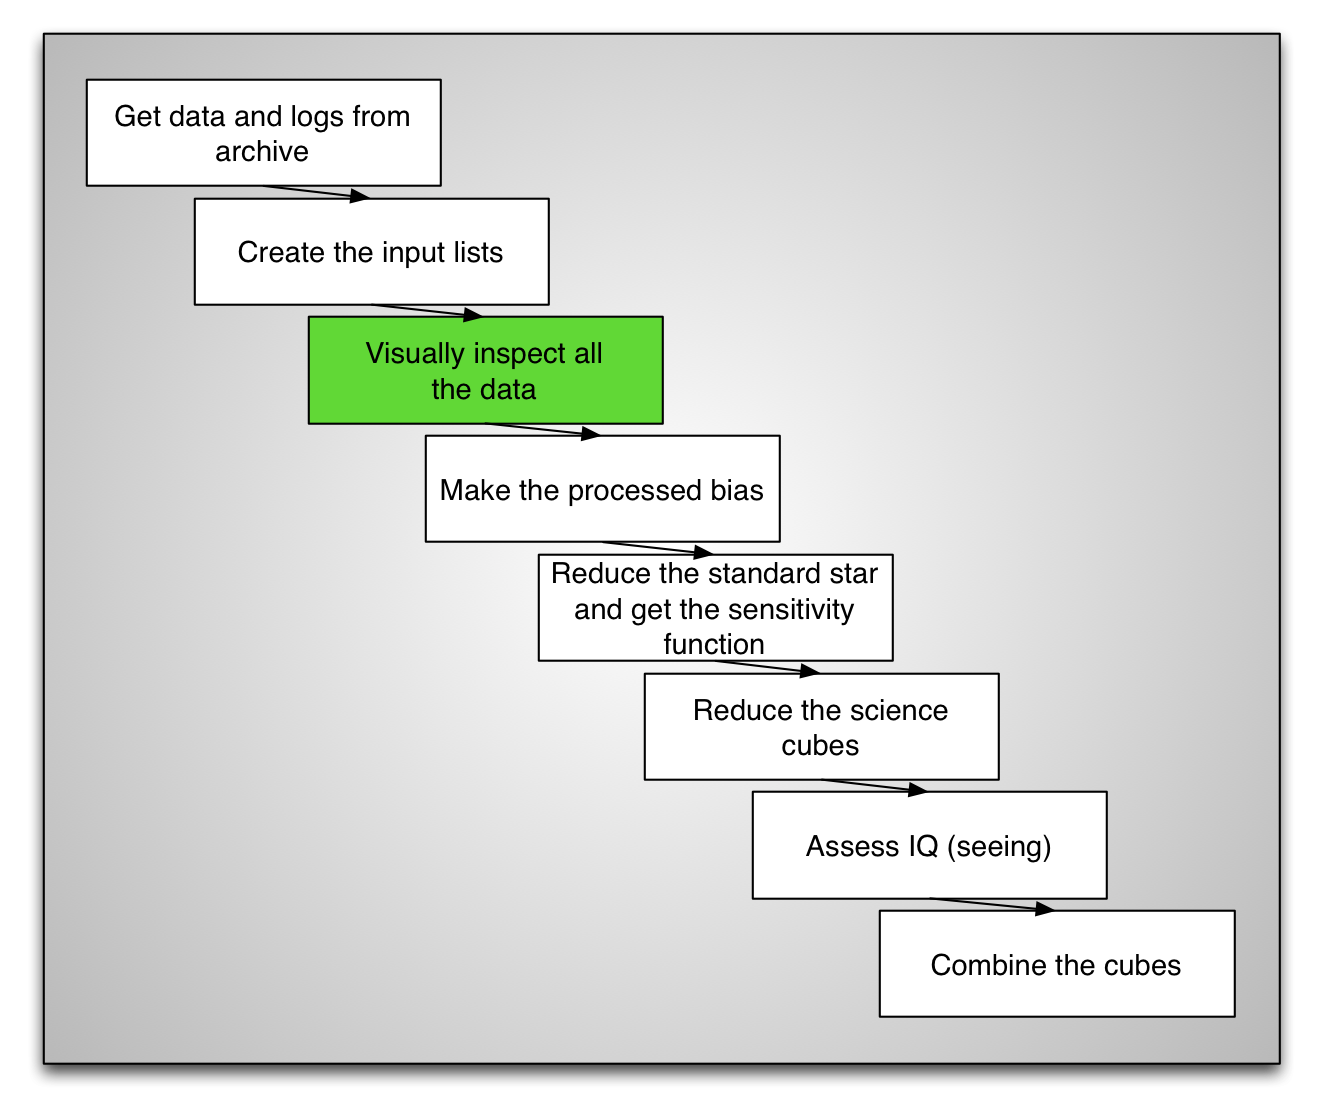 Get data and logs from
archive
Create the input lists
Visually inspect all
the data
Make the processed bias
Reduce the standard star
and get the sensitivity
function
Reduce the science
cubes
Assess IQ (seeing)
Combine the cubes